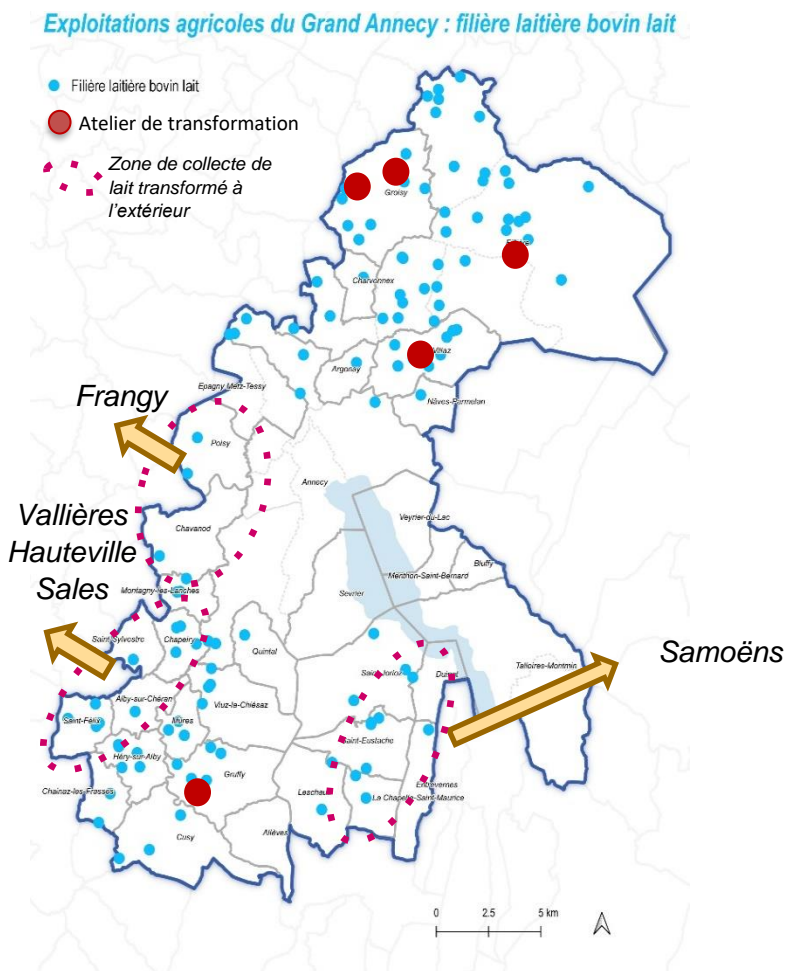 Exploitations agricoles du Grand Annecy : filière laitière bovin lait
Filière laitière bovin lait
Atelier de transformation
Zone de collecte de
lait transformé à
l'extérieur
Groisy
Charvonnex
Villaz
Argonay
Epagny Metz-Tessy
Nâves-Parmelan
Frangy
Poisy
Annecy
Chavanod
Veyrier-du-Lac
Vallières
Hauteville
Sales
Bluffy
Menthon-Saint-Bernard
Montagny-les-Lanches
Sevrier
Saint-Sylvestre
Chapeiry
Quintal
Samoëns
Talloires-Montmin
Saint-Jorioz
Duingt
Alby-sur-Chéran
Viuz-la-Chiésaz
Saint-Félix
Mûres
Saint-Eustache
Héry-sur-Alby
Gruffy
Entrevernes
Chainaz-les-Frasses
Leschaux
La Chapelle-Saint-Maurice
Cusy
Allèves
0 2.5 5 km